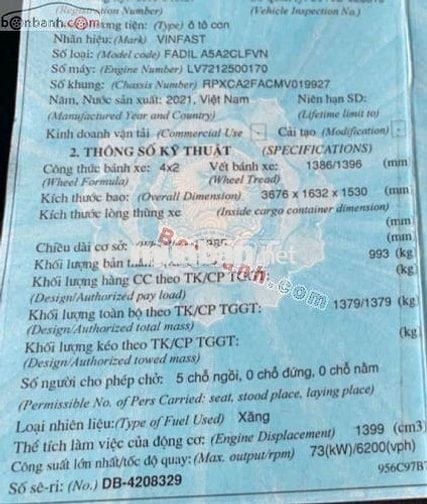 bonbanh.com
(Registration Number)
(Vehicle Inspection No.)
tiện: (Type) ô tô con
Nhãn hiệu: (Mark) VINFAST
Số loại: (Model code) FADIL A5A2CLFVN
Số máy: (Engine Number) LV7212500170
Số khung: (Chassis Number) RPXCA2FACMV019927
Năm, Nước sản xuất: 2021, Việt Nam Niên hạn SD:
(Manufactured Year and Country) (Lifetime limit to)
Kinh doanh vận tải (Commercial Use - Cải tạo (Modification) -
2. THÔNG SỐ KỸ THUẬT (SPECIFICATIONS)
Công thức bánh xe: 4x2 Vết bánh xe: 1386/1396 (mm)
(Wheel Formula) (Wheel Tread)
Kích thước bao: (Overall Dimension) 3676 x 1632 x 1530 (mm)
Kích thước lòng thùng xe (Inside cargo container dimension)
(mm)
Chiều dài cơ sở: (mm)
Khối lượng bản 993 (kg)
Khối lượng hàng CC theo TK/CP TGGT: (kg)
(Design/Authorized pay load)
Khối lượng toàn bộ theo TK/CP TGGT: 1379/1379 (kg)
(Design/Authorized total mass)
Khối lượng kéo theo TK/CP TGGT: (kg)
(Design/Authorized towed mass)
Số người cho phép chở: 5 chỗ ngồi, 0 chỗ đứng, 0 chỗ nằm
(Permissible No. of Pers Carried: seat, stood place, laying place)
Loại nhiên liệu: (Type of Fuel Used) Xăng
Thể tích làm việc của động cơ: (Engine Displacement) 1399 (cm3)
Công suất lớn nhất/tốc độ quay: (Max. output/rpm) 73(kW)/6200(vph)
956C97B7
Số sê-ri: (No.) DB-4208329